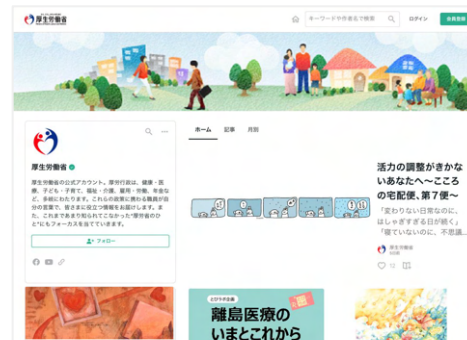 厚生労働省
キーワードや作者名で検索
ログイン
会員登録
厚生労働省
厚生労働省の公式アカウント。厚労行政は、健康・医
療、子ども・子育て、福祉・介護、雇用・労働、年金な
ど、多岐にわたります。これらの政策に携わる職員が自
分の言葉で、皆さまに役立つ情報をお届けします。ま
た、これまであまり知られてこなかった“厚労省のひ
と”にもフォーカスを当てていきます。
フォロー
ホーム
記事
月別
活力の調整がきかな
いあなたへ〜こころ
の宅配便、第7便〜
「変わりない日常なのに、
はしゃぎすぎる日が続く」
「寝ていないのに、不思議...
厚生労働省
12
とびラボ企画
離島医療の
いまとこれから